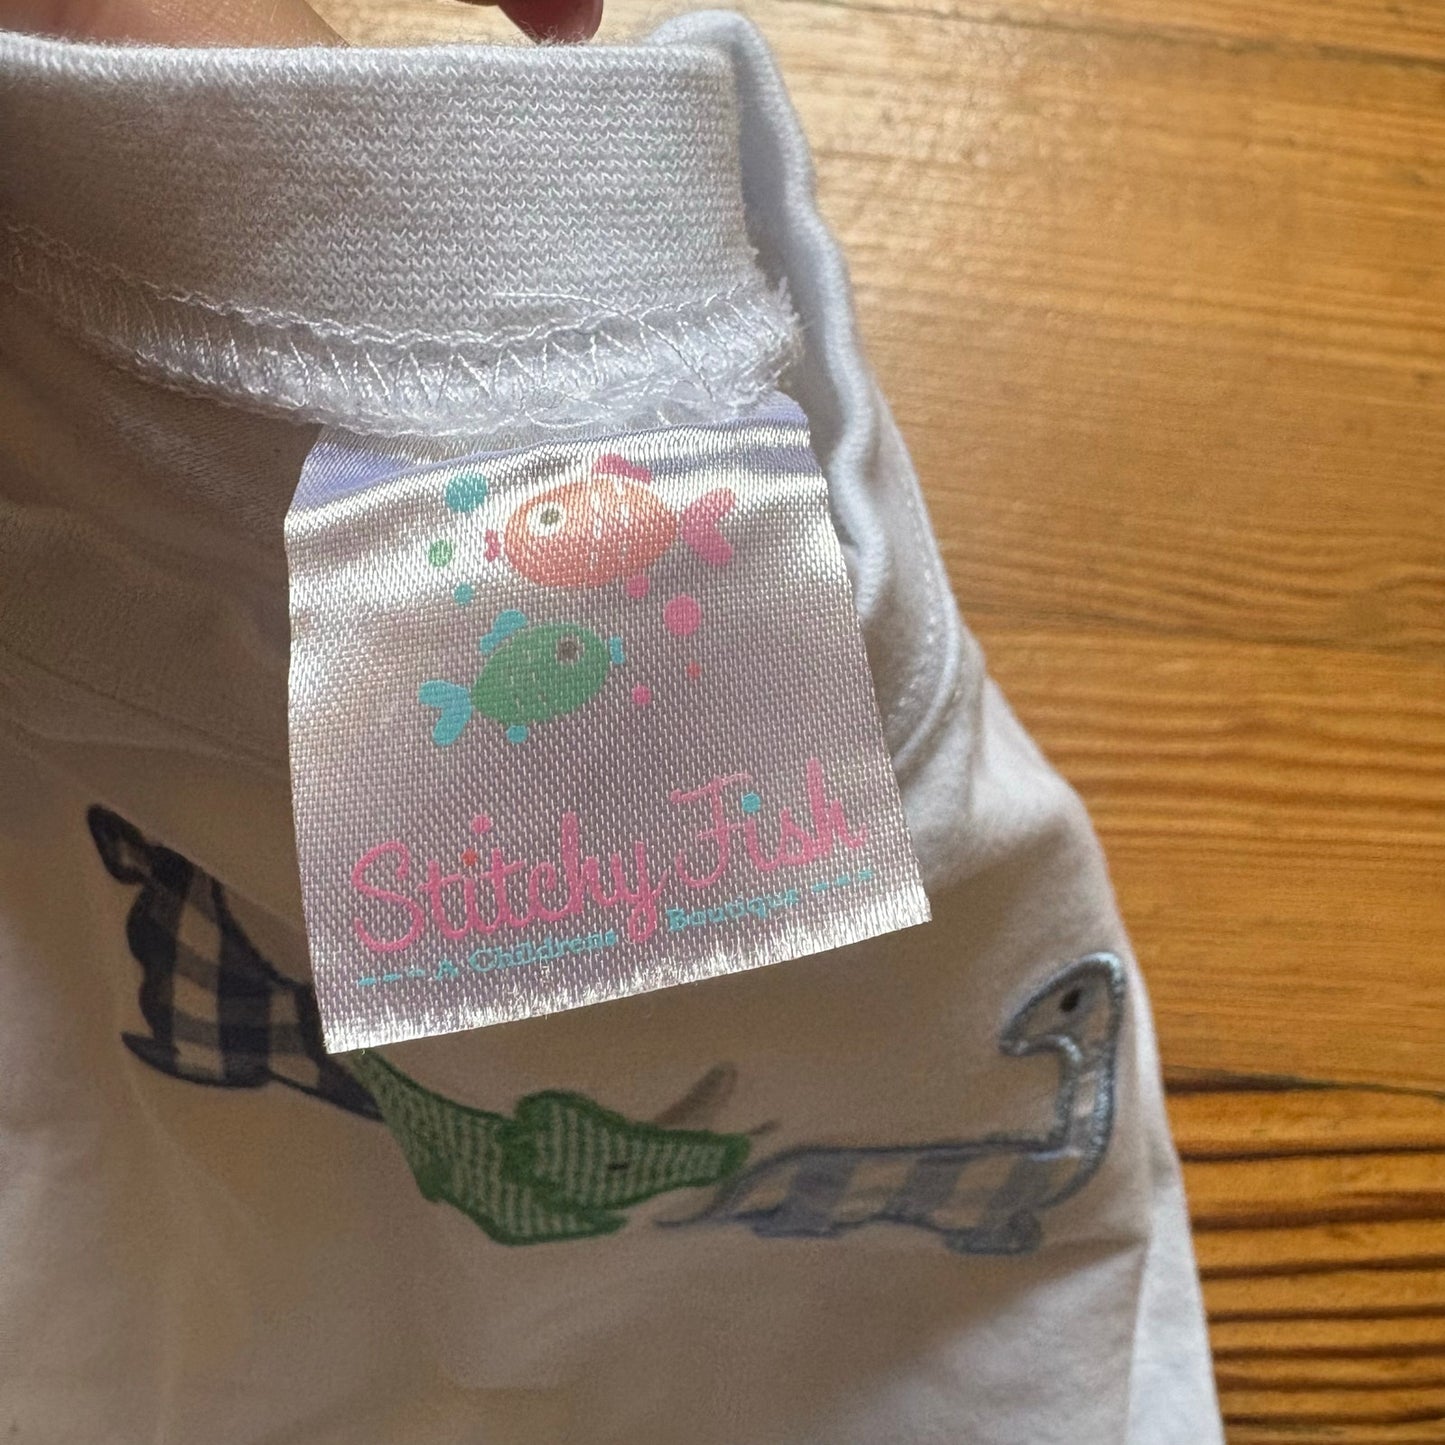 Stitchy Fish
--- A Childrens Boutique ---